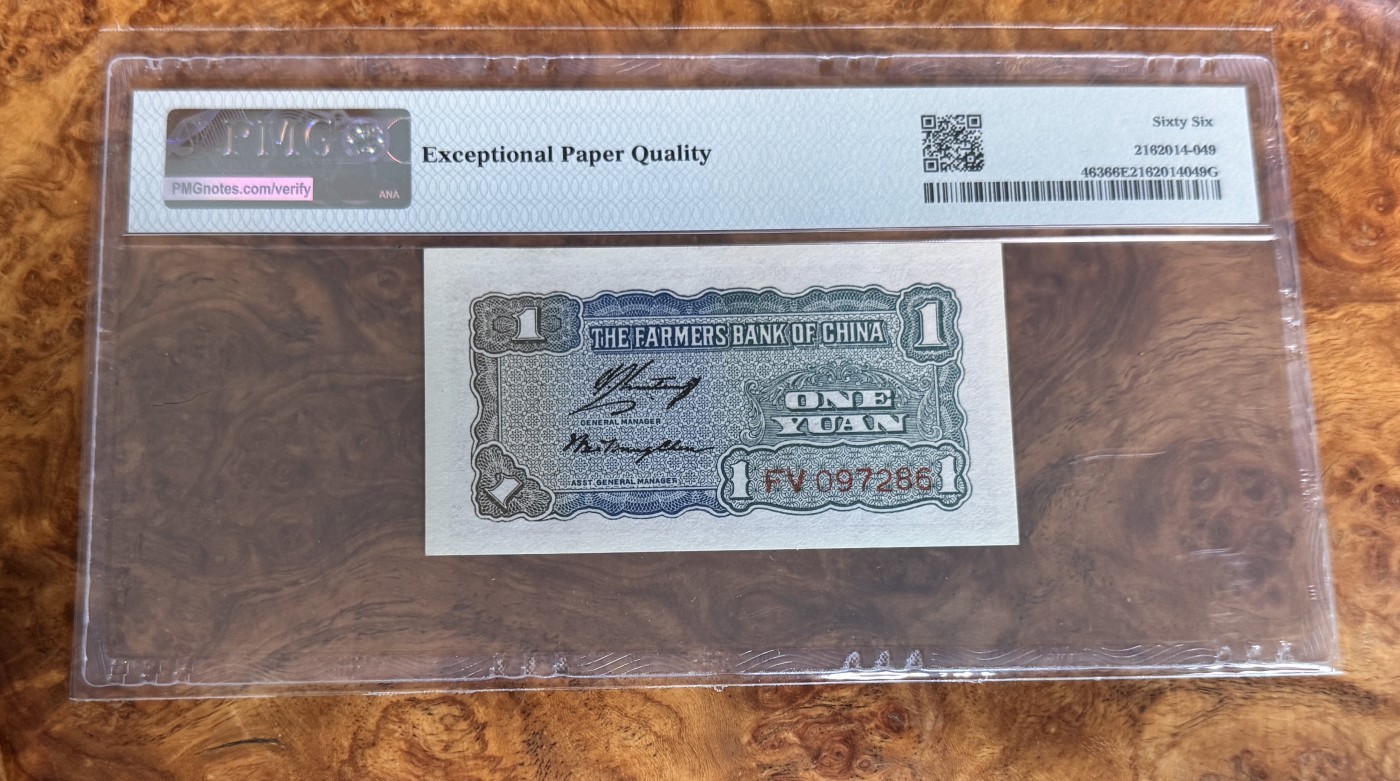 PMG
PMGnotes.com/verify
ANA
Exceptional Paper Quality
Sixty Six
2162014-049
46366E2162014049G
1
1
THE FARMERS BANK OF CHINA
GENERAL MANAGER
ASST. GENERAL MANAGER
ONE
YUAN
1
1 FV 097286 1